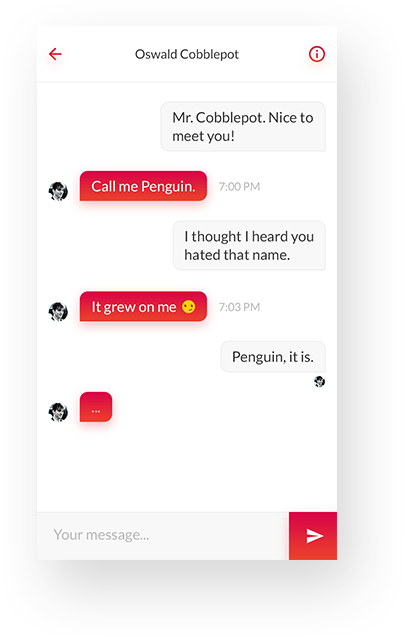 Oswald Cobblepot
Mr. Cobblepot. Nice to
meet you!
Call me Penguin.
7:00 PM
I thought I heard you
hated that name.
It grew on me 😏
7:03 PM
Penguin, it is.
...
Your message...